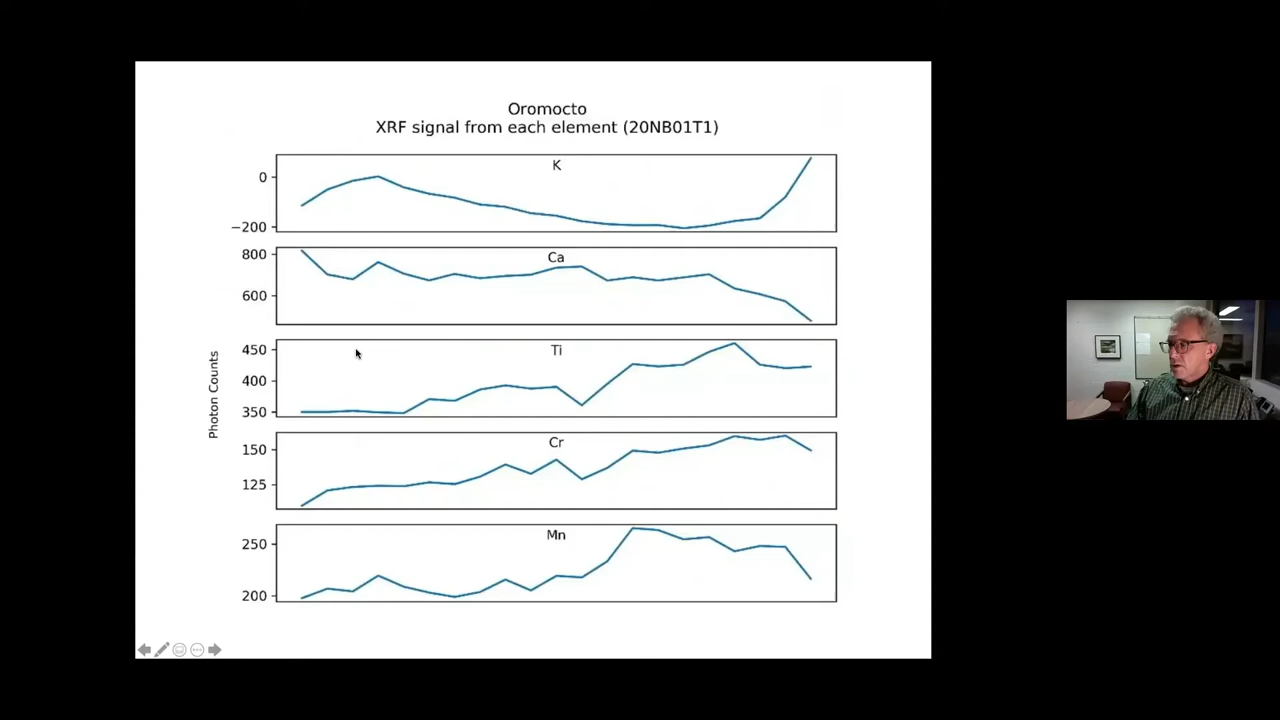 Oromocto
XRF signal from each element (20NB01T1)
Photon Counts
K
0
−200
Ca
800
600
Ti
450
400
350
Cr
150
125
Mn
250
200